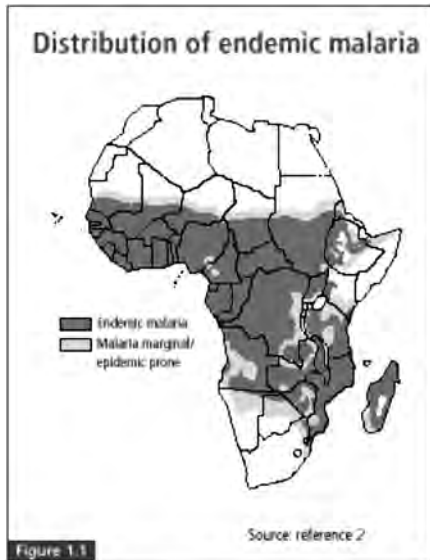 Distribution of endemic malaria
Endemic malaria
Malaria marginal/
epidemic prone
Source: reference 2
Figure 1.1